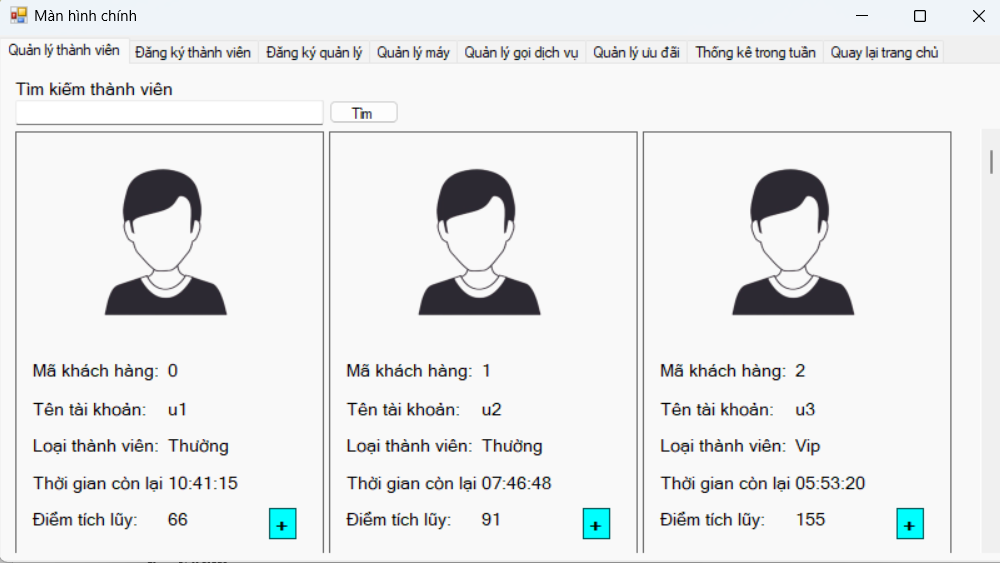 Màn hình chính
Quản lý thành viên Đăng ký thành viên Đăng ký quản lý Quản lý máy Quản lý gọi dịch vụ Quản lý ưu đãi Thống kê trong tuần Quay lại trang chủ
Tìm kiếm thành viên
Tìm
Mã khách hàng: 0
Tên tài khoản: u1
Loại thành viên: Thường
Thời gian còn lại 10:41:15
Điểm tích lũy: 66
+
Mã khách hàng: 1
Tên tài khoản: u2
Loại thành viên: Thường
Thời gian còn lại 07:46:48
Điểm tích lũy: 91
+
Mã khách hàng: 2
Tên tài khoản: u3
Loại thành viên: Vip
Thời gian còn lại 05:53:20
Điểm tích lũy: 155
+